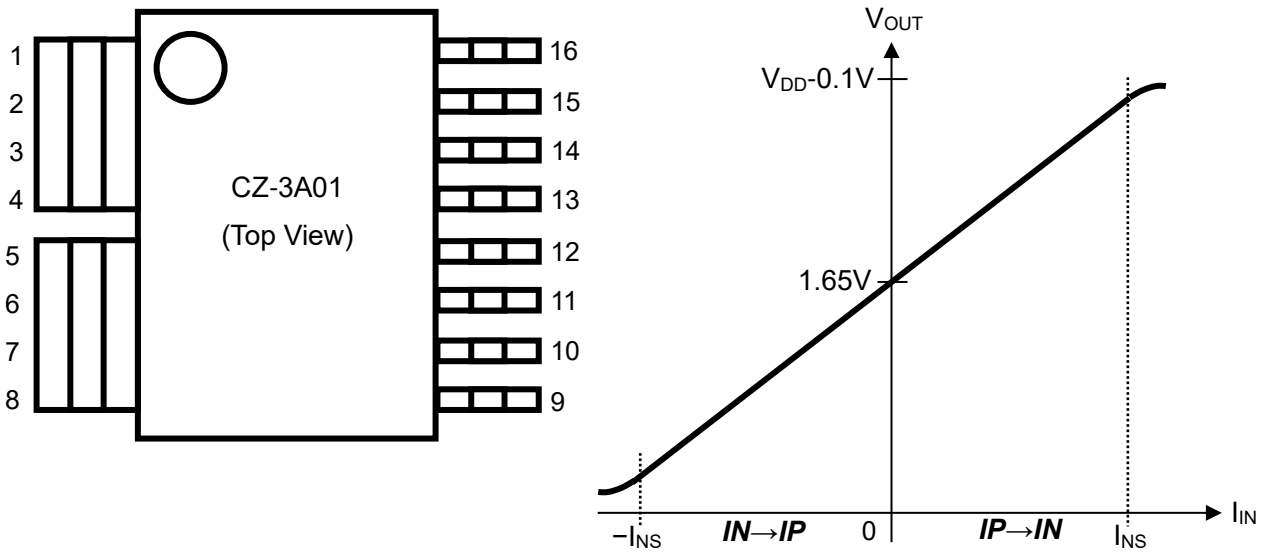 1
2
3
4
5
6
7
8
CZ-3A01
(Top View)
16
15
14
13
12
11
10
9
VOUT
VDD-0.1V
1.65V
IIN
−INS
IN→IP
0
IP→IN
INS